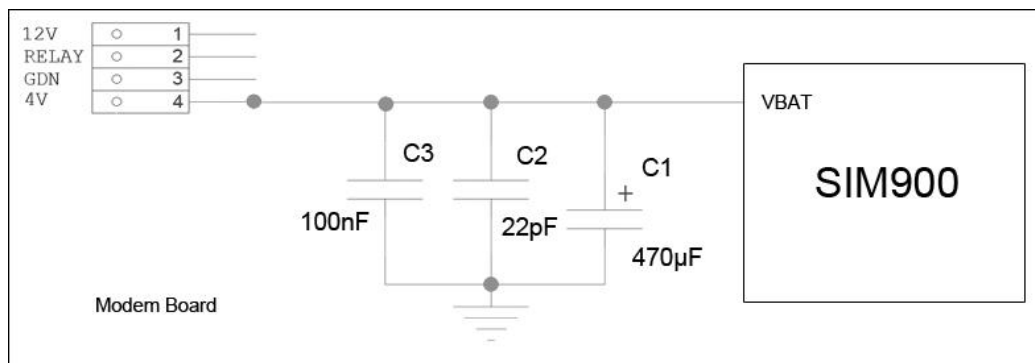 12V 1
RELAY 2
GDN 3
4V 4
VBAT
SIM900
C3
C2
C1
+
100nF
22pF
470µF
Modem Board